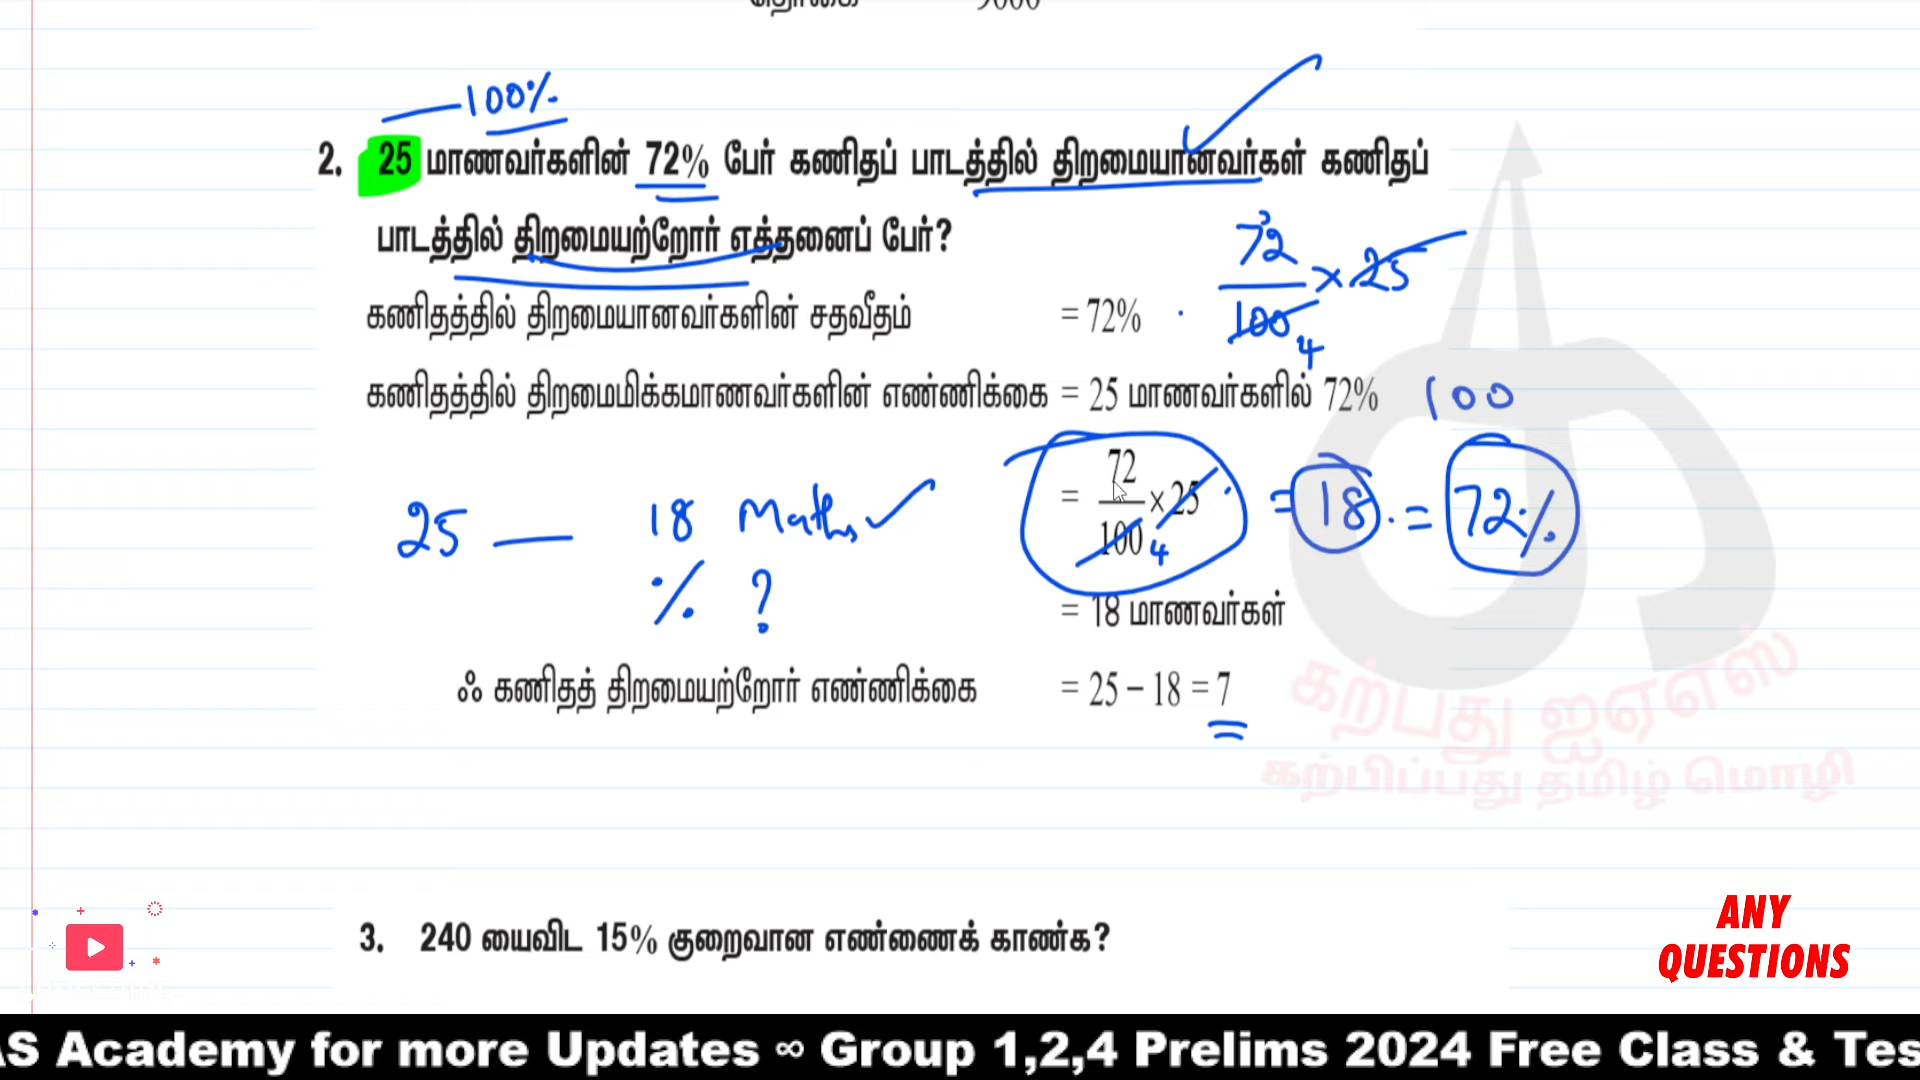 தொகை 9000
100%
2. 25 மாணவர்களின் 72% பேர் கணிதப் பாடத்தில் திறமையானவர்கள் கணிதப்
பாடத்தில் திறமையற்றோர் எத்தனைப் பேர்?
72/100 × 25
4
கணிதத்தில் திறமையானவர்களின் சதவீதம் = 72%
கணிதத்தில் திறமைமிக்கமாணவர்களின் எண்ணிக்கை = 25 மாணவர்களில் 72% 100
25 — 18 Maths
= 72/100 × 25 = 18 . = 72%
4
% ?
= 18 மாணவர்கள்
ஃ கணிதத் திறமையற்றோர் எண்ணிக்கை = 25 – 18 = 7
கற்பது ஐஏஎஸ்
கற்பிப்பது தமிழ் மொழி
3. 240 யைவிட 15% குறைவான எண்ணைக் காண்க?
ANY
QUESTIONS
AS Academy for more Updates ∞ Group 1,2,4 Prelims 2024 Free Class & Tes